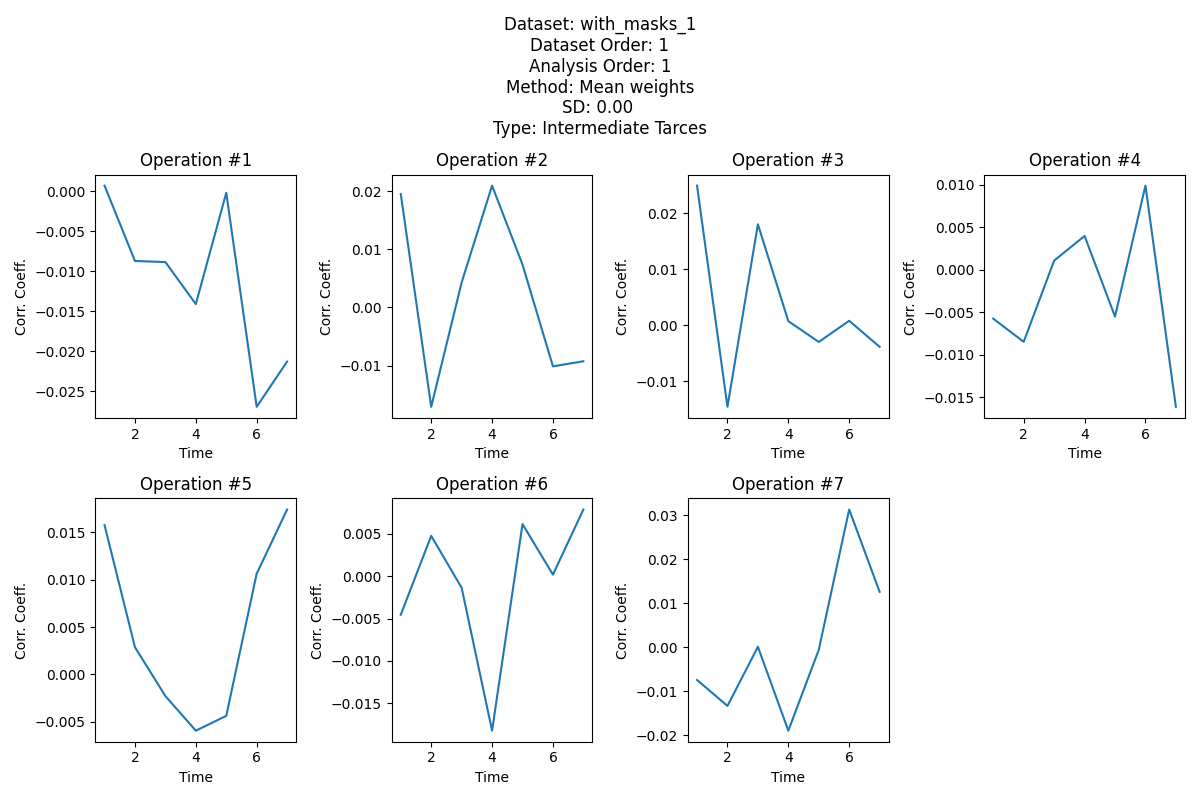 Dataset: with_masks_1
Dataset Order: 1
Analysis Order: 1
Method: Mean weights
SD: 0.00
Type: Intermediate Tarces
Operation #1
0.000
−0.005
−0.010
−0.015
−0.020
−0.025
Corr. Coeff.
2 4 6
Time
Operation #2
0.02
0.01
0.00
−0.01
Corr. Coeff.
2 4 6
Time
Operation #3
0.02
0.01
0.00
−0.01
Corr. Coeff.
2 4 6
Time
Operation #4
0.010
0.005
0.000
−0.005
−0.010
−0.015
Corr. Coeff.
2 4 6
Time
Operation #5
0.015
0.010
0.005
0.000
−0.005
Corr. Coeff.
2 4 6
Time
Operation #6
0.005
0.000
−0.005
−0.010
−0.015
Corr. Coeff.
2 4 6
Time
Operation #7
0.03
0.02
0.01
0.00
−0.01
−0.02
Corr. Coeff.
2 4 6
Time